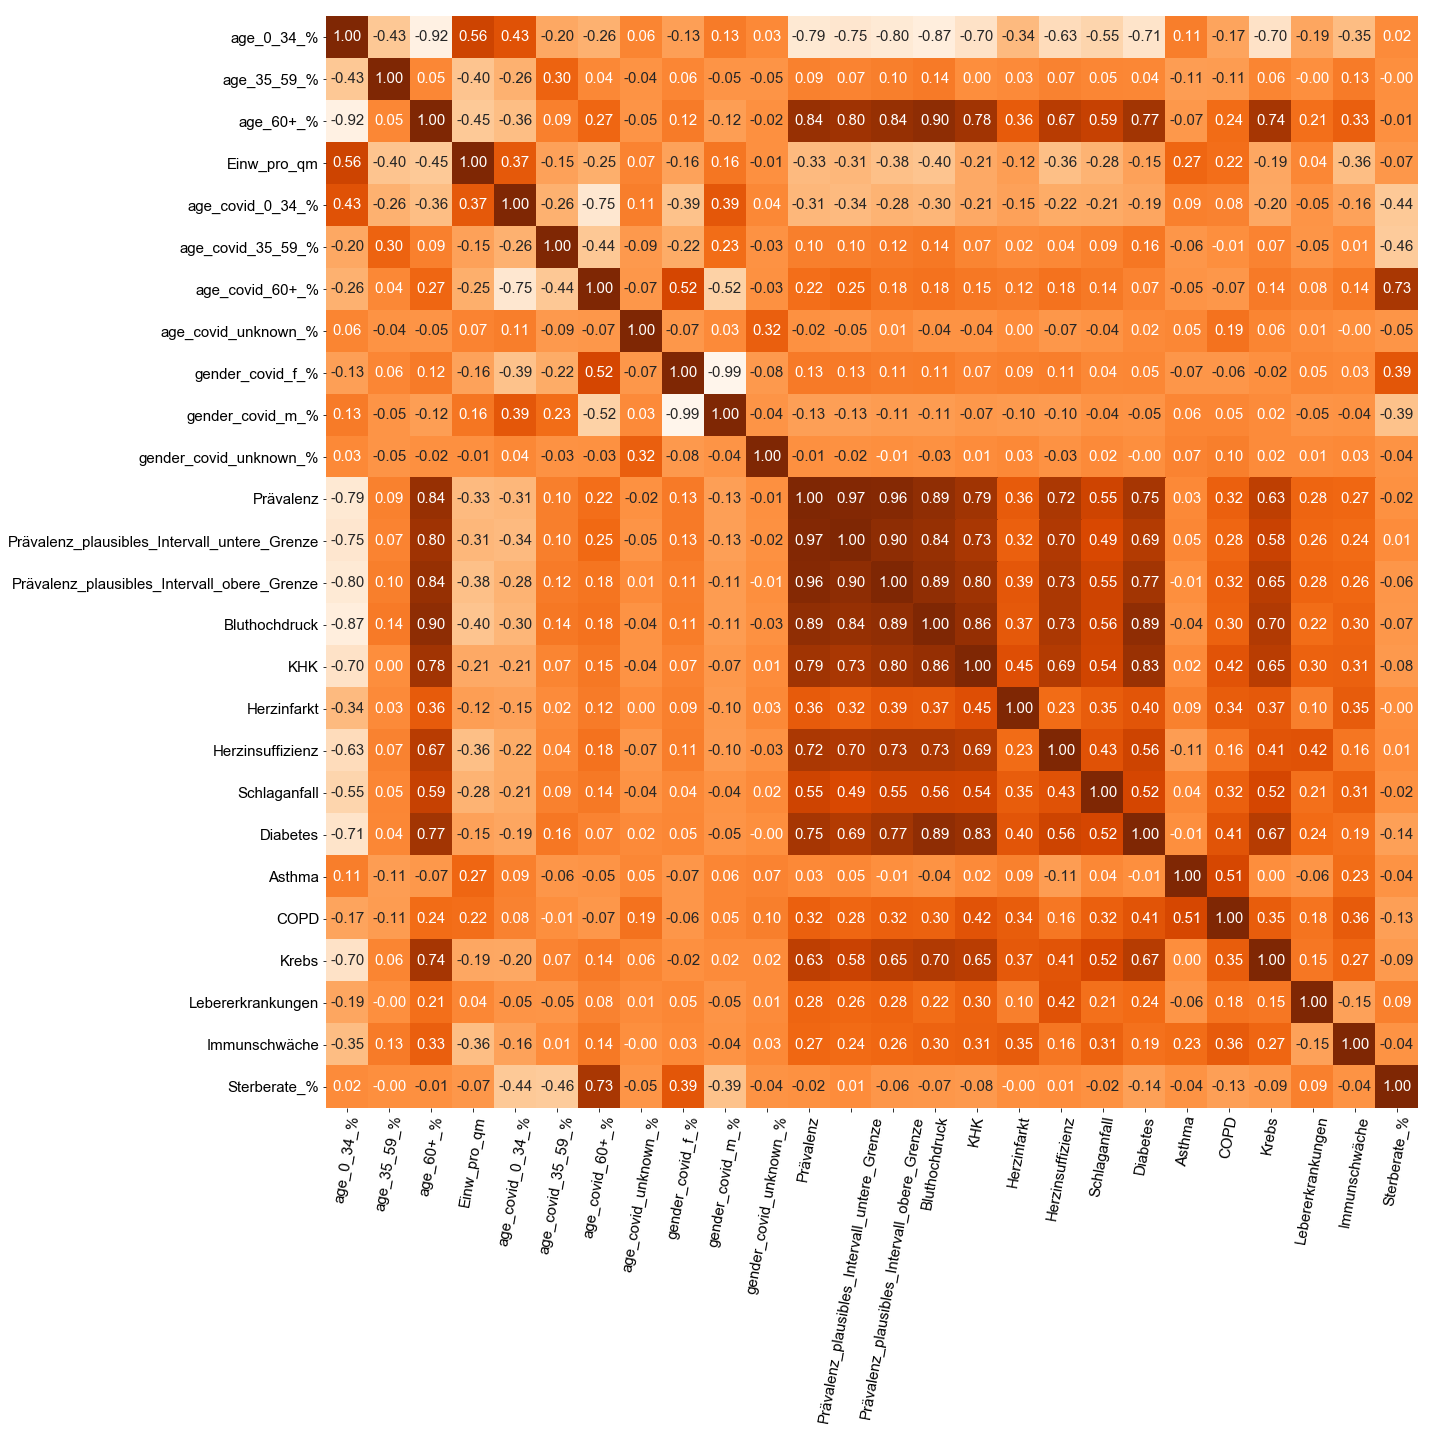 age_0_34_% 1.00 -0.43 -0.92 0.56 0.43 -0.20 -0.26 0.06 -0.13 0.13 0.03 -0.79 -0.75 -0.80 -0.87 -0.70 -0.34 -0.63 -0.55 -0.71 0.11 -0.17 -0.70 -0.19 -0.35 0.02
age_35_59_% -0.43 1.00 0.05 -0.40 -0.26 0.30 0.04 -0.04 0.06 -0.05 -0.05 0.09 0.07 0.10 0.14 0.00 0.03 0.07 0.05 0.04 -0.11 -0.11 0.06 -0.00 0.13 -0.00
age_60+_% -0.92 0.05 1.00 -0.45 -0.36 0.09 0.27 -0.05 0.12 -0.12 -0.02 0.84 0.80 0.84 0.90 0.78 0.36 0.67 0.59 0.77 -0.07 0.24 0.74 0.21 0.33 -0.01
Einw_pro_qm 0.56 -0.40 -0.45 1.00 0.37 -0.15 -0.25 0.07 -0.16 0.16 -0.01 -0.33 -0.31 -0.38 -0.40 -0.21 -0.12 -0.36 -0.28 -0.15 0.27 0.22 -0.19 0.04 -0.36 -0.07
age_covid_0_34_% 0.43 -0.26 -0.36 0.37 1.00 -0.26 -0.75 0.11 -0.39 0.39 0.04 -0.31 -0.34 -0.28 -0.30 -0.21 -0.15 -0.22 -0.21 -0.19 0.09 0.08 -0.20 -0.05 -0.16 -0.44
age_covid_35_59_% -0.20 0.30 0.09 -0.15 -0.26 1.00 -0.44 -0.09 -0.22 0.23 -0.03 0.10 0.10 0.12 0.14 0.07 0.02 0.04 0.09 0.16 -0.06 -0.01 0.07 -0.05 0.01 -0.46
age_covid_60+_% -0.26 0.04 0.27 -0.25 -0.75 -0.44 1.00 -0.07 0.52 -0.52 -0.03 0.22 0.25 0.18 0.18 0.15 0.12 0.18 0.14 0.07 -0.05 -0.07 0.14 0.08 0.14 0.73
age_covid_unknown_% 0.06 -0.04 -0.05 0.07 0.11 -0.09 -0.07 1.00 -0.07 0.03 0.32 -0.02 -0.05 0.01 -0.04 -0.04 0.00 -0.07 -0.04 0.02 0.05 0.19 0.06 0.01 -0.00 -0.05
gender_covid_f_% -0.13 0.06 0.12 -0.16 -0.39 -0.22 0.52 -0.07 1.00 -0.99 -0.08 0.13 0.13 0.11 0.11 0.07 0.09 0.11 0.04 0.05 -0.07 -0.06 -0.02 0.05 0.03 0.39
gender_covid_m_% 0.13 -0.05 -0.12 0.16 0.39 0.23 -0.52 0.03 -0.99 1.00 -0.04 -0.13 -0.13 -0.11 -0.11 -0.07 -0.10 -0.10 -0.04 -0.05 0.06 0.05 0.02 -0.05 -0.04 -0.39
gender_covid_unknown_% 0.03 -0.05 -0.02 -0.01 0.04 -0.03 -0.03 0.32 -0.08 -0.04 1.00 -0.01 -0.02 -0.01 -0.03 0.01 0.03 -0.03 0.02 -0.00 0.07 0.10 0.02 0.01 0.03 -0.04
Prävalenz -0.79 0.09 0.84 -0.33 -0.31 0.10 0.22 -0.02 0.13 -0.13 -0.01 1.00 0.97 0.96 0.89 0.79 0.36 0.72 0.55 0.75 0.03 0.32 0.63 0.28 0.27 -0.02
Prävalenz_plausibles_Intervall_untere_Grenze -0.75 0.07 0.80 -0.31 -0.34 0.10 0.25 -0.05 0.13 -0.13 -0.02 0.97 1.00 0.90 0.84 0.73 0.32 0.70 0.49 0.69 0.05 0.28 0.58 0.26 0.24 0.01
Prävalenz_plausibles_Intervall_obere_Grenze -0.80 0.10 0.84 -0.38 -0.28 0.12 0.18 0.01 0.11 -0.11 -0.01 0.96 0.90 1.00 0.89 0.80 0.39 0.73 0.55 0.77 -0.01 0.32 0.65 0.28 0.26 -0.06
Bluthochdruck -0.87 0.14 0.90 -0.40 -0.30 0.14 0.18 -0.04 0.11 -0.11 -0.03 0.89 0.84 0.89 1.00 0.86 0.37 0.73 0.56 0.89 -0.04 0.30 0.70 0.22 0.30 -0.07
KHK -0.70 0.00 0.78 -0.21 -0.21 0.07 0.15 -0.04 0.07 -0.07 0.01 0.79 0.73 0.80 0.86 1.00 0.45 0.69 0.54 0.83 0.02 0.42 0.65 0.30 0.31 -0.08
Herzinfarkt -0.34 0.03 0.36 -0.12 -0.15 0.02 0.12 0.00 0.09 -0.10 0.03 0.36 0.32 0.39 0.37 0.45 1.00 0.23 0.35 0.40 0.09 0.34 0.37 0.10 0.35 -0.00
Herzinsuffizienz -0.63 0.07 0.67 -0.36 -0.22 0.04 0.18 -0.07 0.11 -0.10 -0.03 0.72 0.70 0.73 0.73 0.69 0.23 1.00 0.43 0.56 -0.11 0.16 0.41 0.42 0.16 0.01
Schlaganfall -0.55 0.05 0.59 -0.28 -0.21 0.09 0.14 -0.04 0.04 -0.04 0.02 0.55 0.49 0.55 0.56 0.54 0.35 0.43 1.00 0.52 0.04 0.32 0.52 0.21 0.31 -0.02
Diabetes -0.71 0.04 0.77 -0.15 -0.19 0.16 0.07 0.02 0.05 -0.05 -0.00 0.75 0.69 0.77 0.89 0.83 0.40 0.56 0.52 1.00 -0.01 0.41 0.67 0.24 0.19 -0.14
Asthma 0.11 -0.11 -0.07 0.27 0.09 -0.06 -0.05 0.05 -0.07 0.06 0.07 0.03 0.05 -0.01 -0.04 0.02 0.09 -0.11 0.04 -0.01 1.00 0.51 0.00 -0.06 0.23 -0.04
COPD -0.17 -0.11 0.24 0.22 0.08 -0.01 -0.07 0.19 -0.06 0.05 0.10 0.32 0.28 0.32 0.30 0.42 0.34 0.16 0.32 0.41 0.51 1.00 0.35 0.18 0.36 -0.13
Krebs -0.70 0.06 0.74 -0.19 -0.20 0.07 0.14 0.06 -0.02 0.02 0.02 0.63 0.58 0.65 0.70 0.65 0.37 0.41 0.52 0.67 0.00 0.35 1.00 0.15 0.27 -0.09
Lebererkrankungen -0.19 -0.00 0.21 0.04 -0.05 -0.05 0.08 0.01 0.05 -0.05 0.01 0.28 0.26 0.28 0.22 0.30 0.10 0.42 0.21 0.24 -0.06 0.18 0.15 1.00 -0.15 0.09
Immunschwäche -0.35 0.13 0.33 -0.36 -0.16 0.01 0.14 -0.00 0.03 -0.04 0.03 0.27 0.24 0.26 0.30 0.31 0.35 0.16 0.31 0.19 0.23 0.36 0.27 -0.15 1.00 -0.04
Sterberate_% 0.02 -0.00 -0.01 -0.07 -0.44 -0.46 0.73 -0.05 0.39 -0.39 -0.04 -0.02 0.01 -0.06 -0.07 -0.08 -0.00 0.01 -0.02 -0.14 -0.04 -0.13 -0.09 0.09 -0.04 1.00
age_0_34_%
age_35_59_%
age_60+_%
Einw_pro_qm
age_covid_0_34_%
age_covid_35_59_%
age_covid_60+_%
age_covid_unknown_%
gender_covid_f_%
gender_covid_m_%
gender_covid_unknown_%
Prävalenz
Prävalenz_plausibles_Intervall_untere_Grenze
Prävalenz_plausibles_Intervall_obere_Grenze
Bluthochdruck
KHK
Herzinfarkt
Herzinsuffizienz
Schlaganfall
Diabetes
Asthma
COPD
Krebs
Lebererkrankungen
Immunschwäche
Sterberate_%